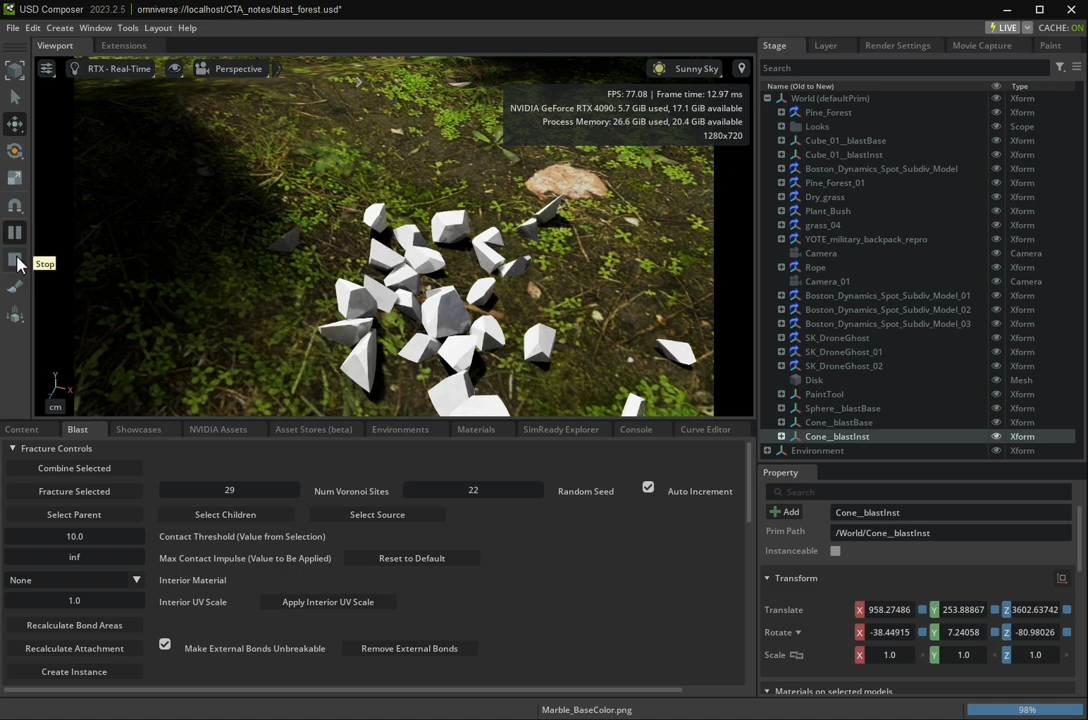 USD Composer 2023.2.5 | omniverse://localhost/CTA_notes/blast_forest.usd*
File Edit Create Window Tools Layout Help
LIVE CACHE: ON
Viewport Extensions
RTX - Real-Time Perspective Sunny Sky
FPS: 77.08 | Frame time: 12.97 ms
NVIDIA GeForce RTX 4090: 5.7 GiB used, 17.1 GiB available
Process Memory: 26.6 GiB used, 20.4 GiB available
1280x720
Stop
Y
X
Z
cm
Stage Layer Render Settings Movie Capture Paint
Search
Name (Old to New) Type
World (defaultPrim) Xform
Pine_Forest Xform
Looks Scope
Cube_01__blastBase Xform
Cube_01__blastInst Xform
Boston_Dynamics_Spot_Subdiv_Model Xform
Pine_Forest_01 Xform
Dry_grass Xform
Plant_Bush Xform
grass_04 Xform
YOTE_military_backpack_repro Xform
Camera Camera
Rope Xform
Camera_01 Camera
Boston_Dynamics_Spot_Subdiv_Model_01 Xform
Boston_Dynamics_Spot_Subdiv_Model_02 Xform
Boston_Dynamics_Spot_Subdiv_Model_03 Xform
SK_DroneGhost Xform
SK_DroneGhost_01 Xform
SK_DroneGhost_02 Xform
Disk Mesh
PaintTool Xform
Sphere__blastBase Xform
Cone__blastBase Xform
Cone__blastInst Xform
Environment Xform
Content Blast Showcases NVIDIA Assets Asset Stores (beta) Environments Materials SimReady Explorer Console Curve Editor
Fracture Controls
Combine Selected
Fracture Selected 29 Num Voronoi Sites 22 Random Seed Auto Increment
Select Parent Select Children Select Source
10.0 Contact Threshold (Value from Selection)
inf Max Contact Impulse (Value to Be Applied) Reset to Default
None Interior Material
1.0 Interior UV Scale Apply Interior UV Scale
Recalculate Bond Areas
Recalculate Attachment Make External Bonds Unbreakable Remove External Bonds
Create Instance
Property
Search
Add Cone__blastInst
Prim Path /World/Cone__blastInst
Instanceable
Transform
Translate X 958.27486 Y 253.88867 Z 3602.63742
Rotate X -38.44915 Y 7.24058 Z -80.98026
Scale X 1.0 Y 1.0 Z 1.0
Materials on selected models
Marble_BaseColor.png 98%